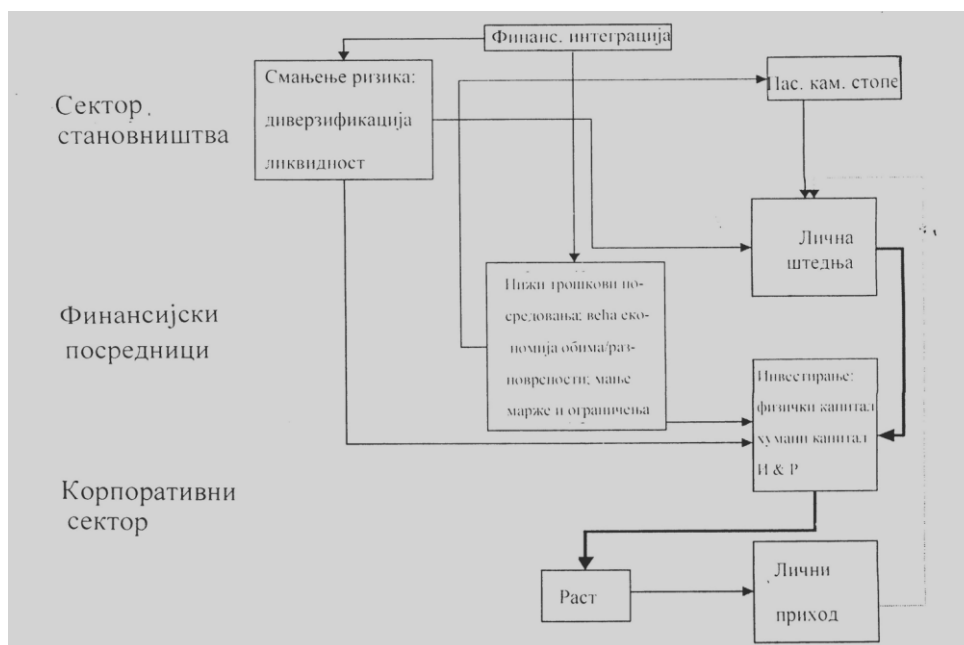 Финанс. интеграција
Смањење ризика:
диверзификација
ликвидност
Пас. кам. стопе
Сектор
становништва
Лична
штедња
Нижи трошкови по-
средовања; већа еко-
номија обима/раз-
новрсности; мање
марже и ограничења
Финансијски
посредници
Инвестирање:
физички капитал
хумани капитал
И & Р
Корпоративни
сектор
Раст
Лични
приход